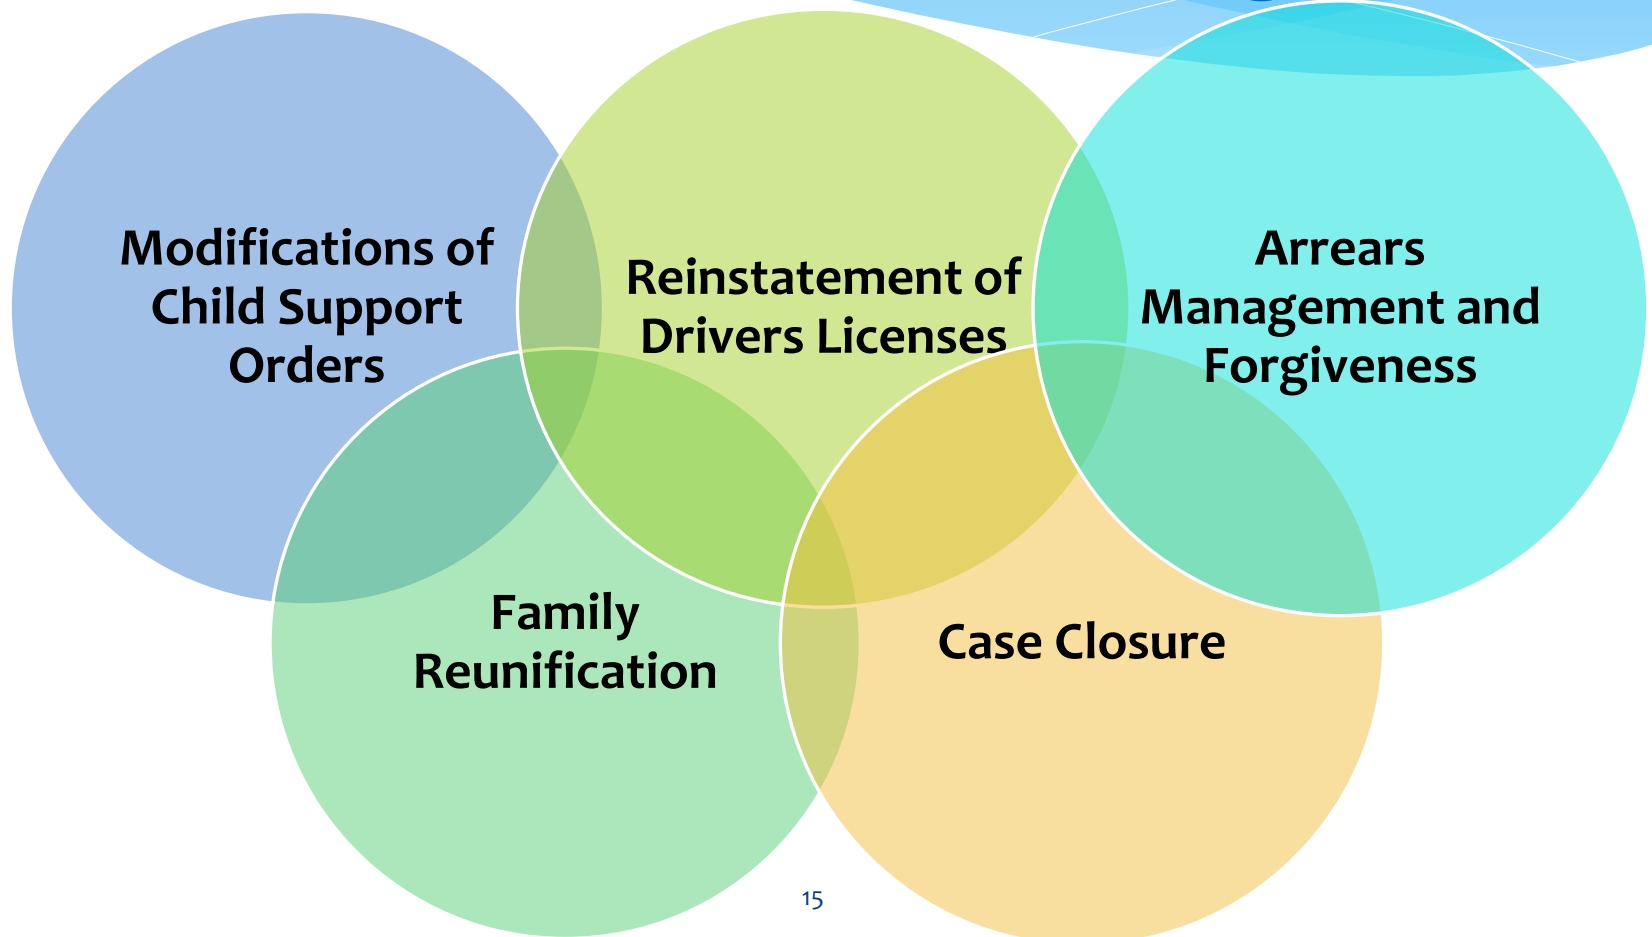 Modifications of
Child Support
Orders
Reinstatement of
Drivers Licenses
Arrears
Management and
Forgiveness
Family
Reunification
Case Closure
15